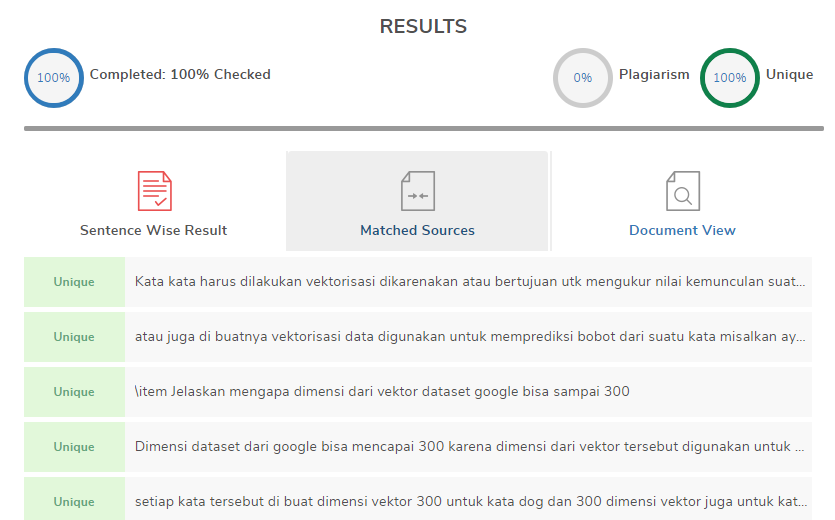 RESULTS
100% Completed: 100% Checked 0% Plagiarism 100% Unique
Sentence Wise Result Matched Sources Document View
Unique Kata kata harus dilakukan vektorisasi dikarenakan atau bertujuan utk mengukur nilai kemunculan suat...
Unique atau juga di buatnya vektorisasi data digunakan untuk memprediksi bobot dari suatu kata misalkan ay...
Unique \item Jelaskan mengapa dimensi dari vektor dataset google bisa sampai 300
Unique Dimensi dataset dari google bisa mencapai 300 karena dimensi dari vektor tersebut digunakan untuk ...
Unique setiap kata tersebut di buat dimensi vektor 300 untuk kata dog dan 300 dimensi vektor juga untuk kat...